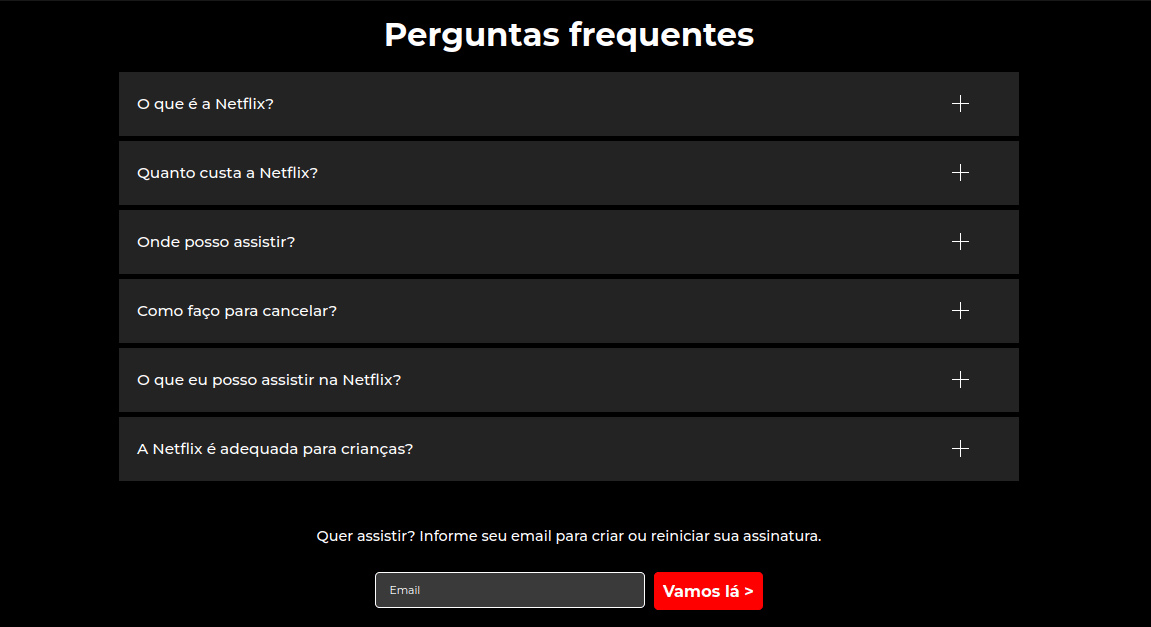 Perguntas frequentes
O que é a Netflix?
Quanto custa a Netflix?
Onde posso assistir?
Como faço para cancelar?
O que eu posso assistir na Netflix?
A Netflix é adequada para crianças?
Quer assistir? Informe seu email para criar ou reiniciar sua assinatura.
Email
Vamos lá >